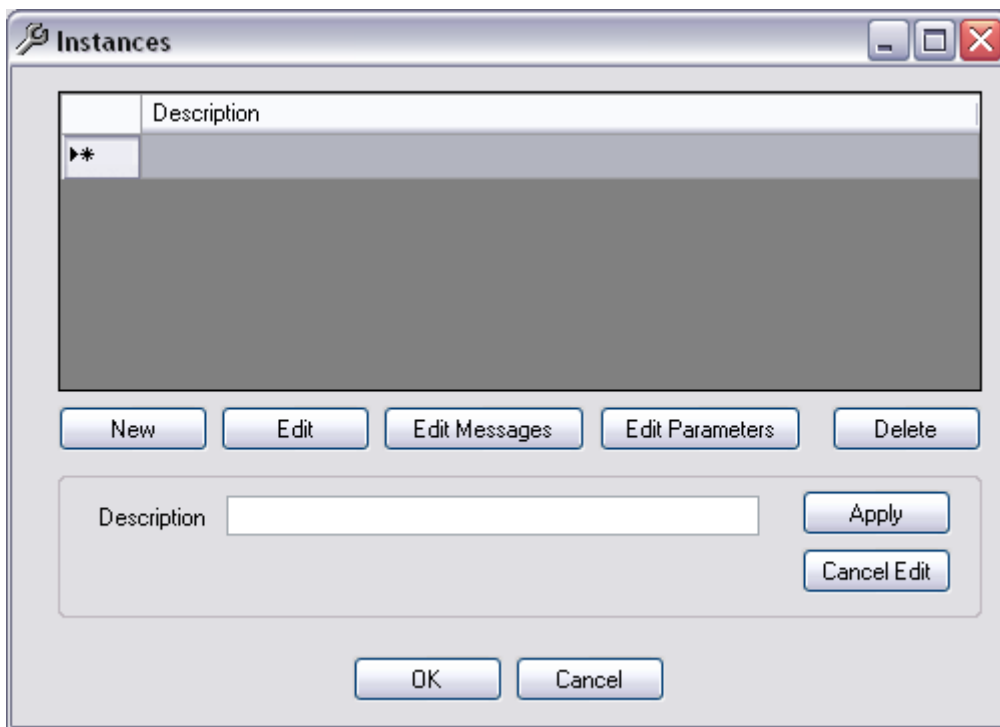 Instances
Description
New Edit Edit Messages Edit Parameters Delete
Description Apply
Cancel Edit
OK Cancel